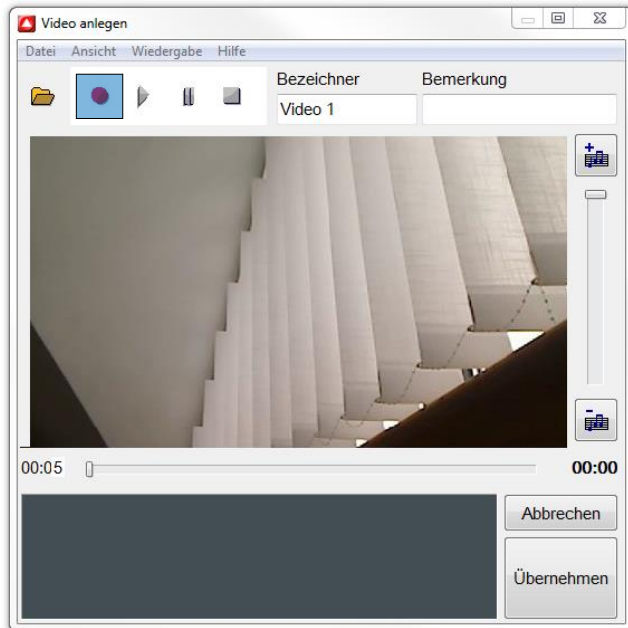 Video anlegen
Datei Ansicht Wiedergabe Hilfe
Bezeichner Bemerkung
Video 1
00:05 00:00
Abbrechen
Übernehmen